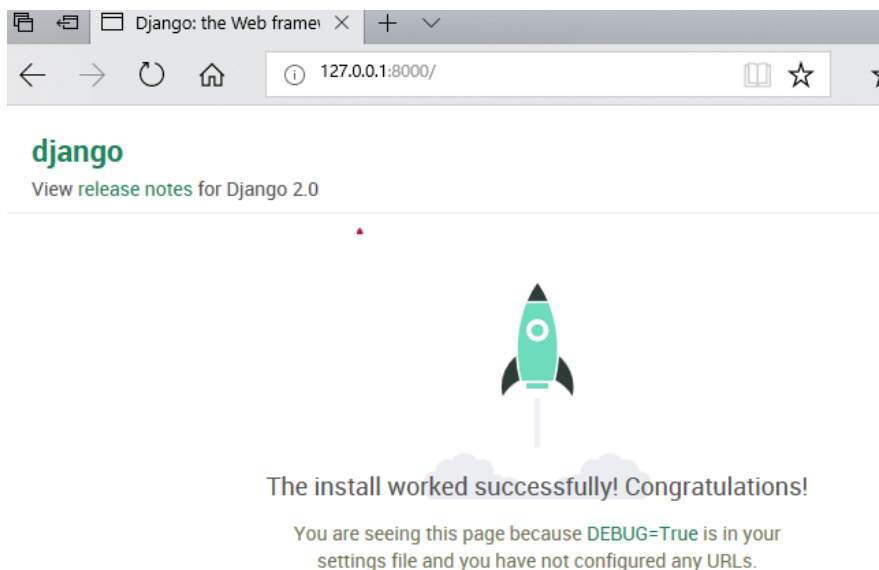 Django: the Web frame
127.0.0.1:8000/
django
View release notes for Django 2.0
The install worked successfully! Congratulations!
You are seeing this page because DEBUG=True is in your
settings file and you have not configured any URLs.